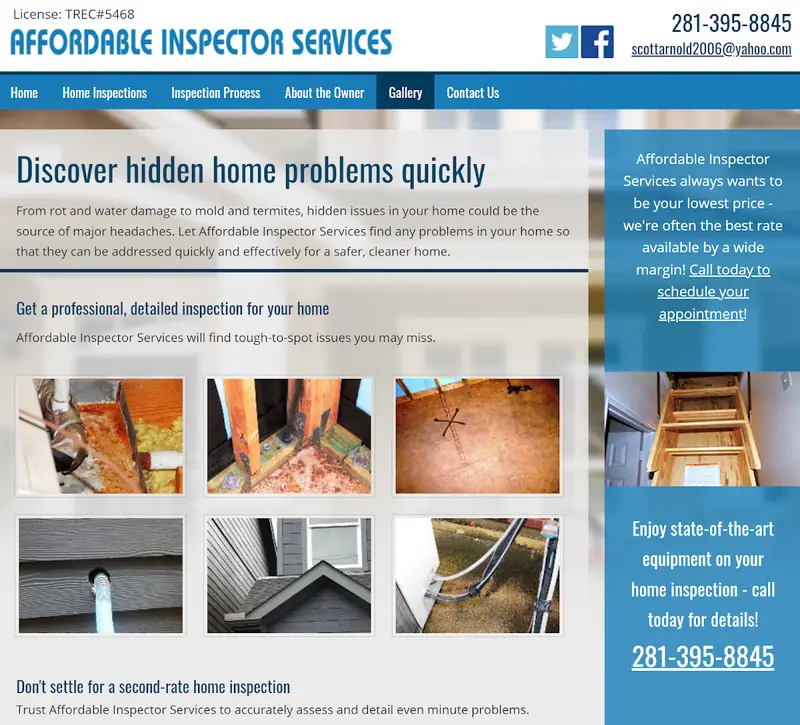 License: TREC#5468
AFFORDABLE INSPECTOR SERVICES
281-395-8845
scottarnold2006@yahoo.com
Home
Home Inspections
Inspection Process
About the Owner
Gallery
Contact Us
Discover hidden home problems quickly
From rot and water damage to mold and termites, hidden issues in your home could be the
source of major headaches. Let Affordable Inspector Services find any problems in your home so
that they can be addressed quickly and effectively for a safer, cleaner home.
Get a professional, detailed inspection for your home
Affordable Inspector Services will find tough-to-spot issues you may miss.
Don't settle for a second-rate home inspection
Trust Affordable Inspector Services to accurately assess and detail even minute problems.
Affordable Inspector
Services always wants to
be your lowest price -
we're often the best rate
available by a wide
margin! Call today to
schedule your
appointment!
Enjoy state-of-the-art
equipment on your
home inspection - call
today for details!
281-395-8845